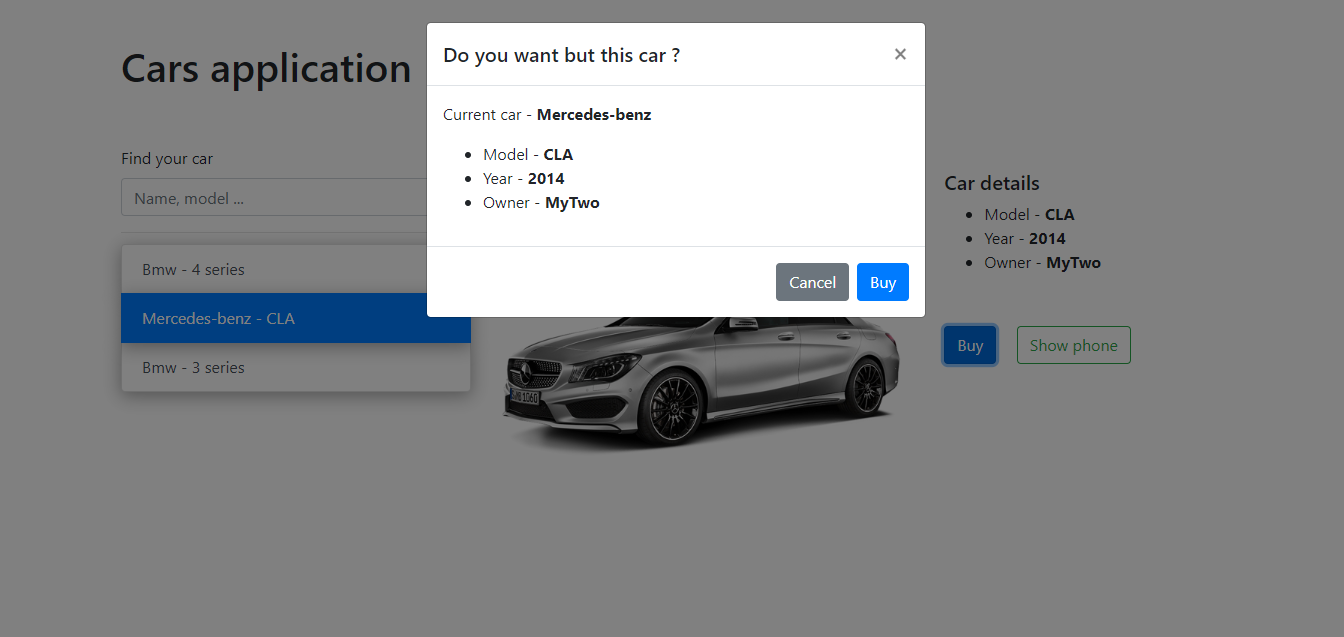 Cars application
Find your car
Name, model ...
Bmw - 4 series
Mercedes-benz - CLA
Bmw - 3 series
Do you want but this car ?
×
Current car - Mercedes-benz
Model - CLA
Year - 2014
Owner - MyTwo
Cancel
Buy
Car details
Model - CLA
Year - 2014
Owner - MyTwo
Buy
Show phone